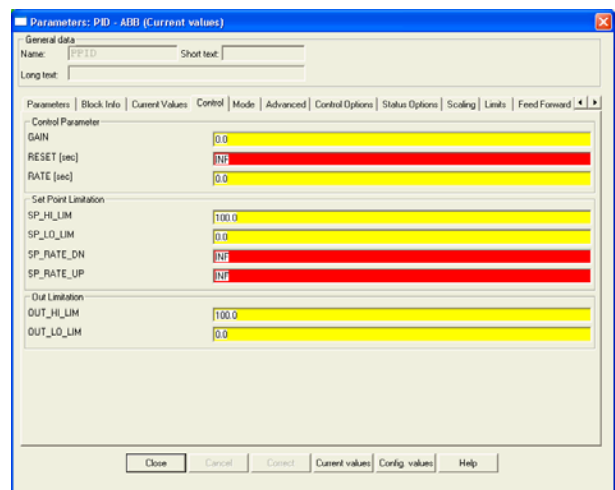 Parameters: PID - ABB (Current values)
General data
Name: PPID Short text:
Long text:
Parameters Block Info Current Values Control Mode Advanced Control Options Status Options Scaling Limits Feed Forward
Control Parameter
GAIN 0.0
RESET [sec] INF
RATE [sec] 0.0
Set Point Limitation
SP_HI_LIM 100.0
SP_LO_LIM 0.0
SP_RATE_DN INF
SP_RATE_UP INF
Out Limitation
OUT_HI_LIM 100.0
OUT_LO_LIM 0.0
Close Cancel Correct Current values Config. values Help